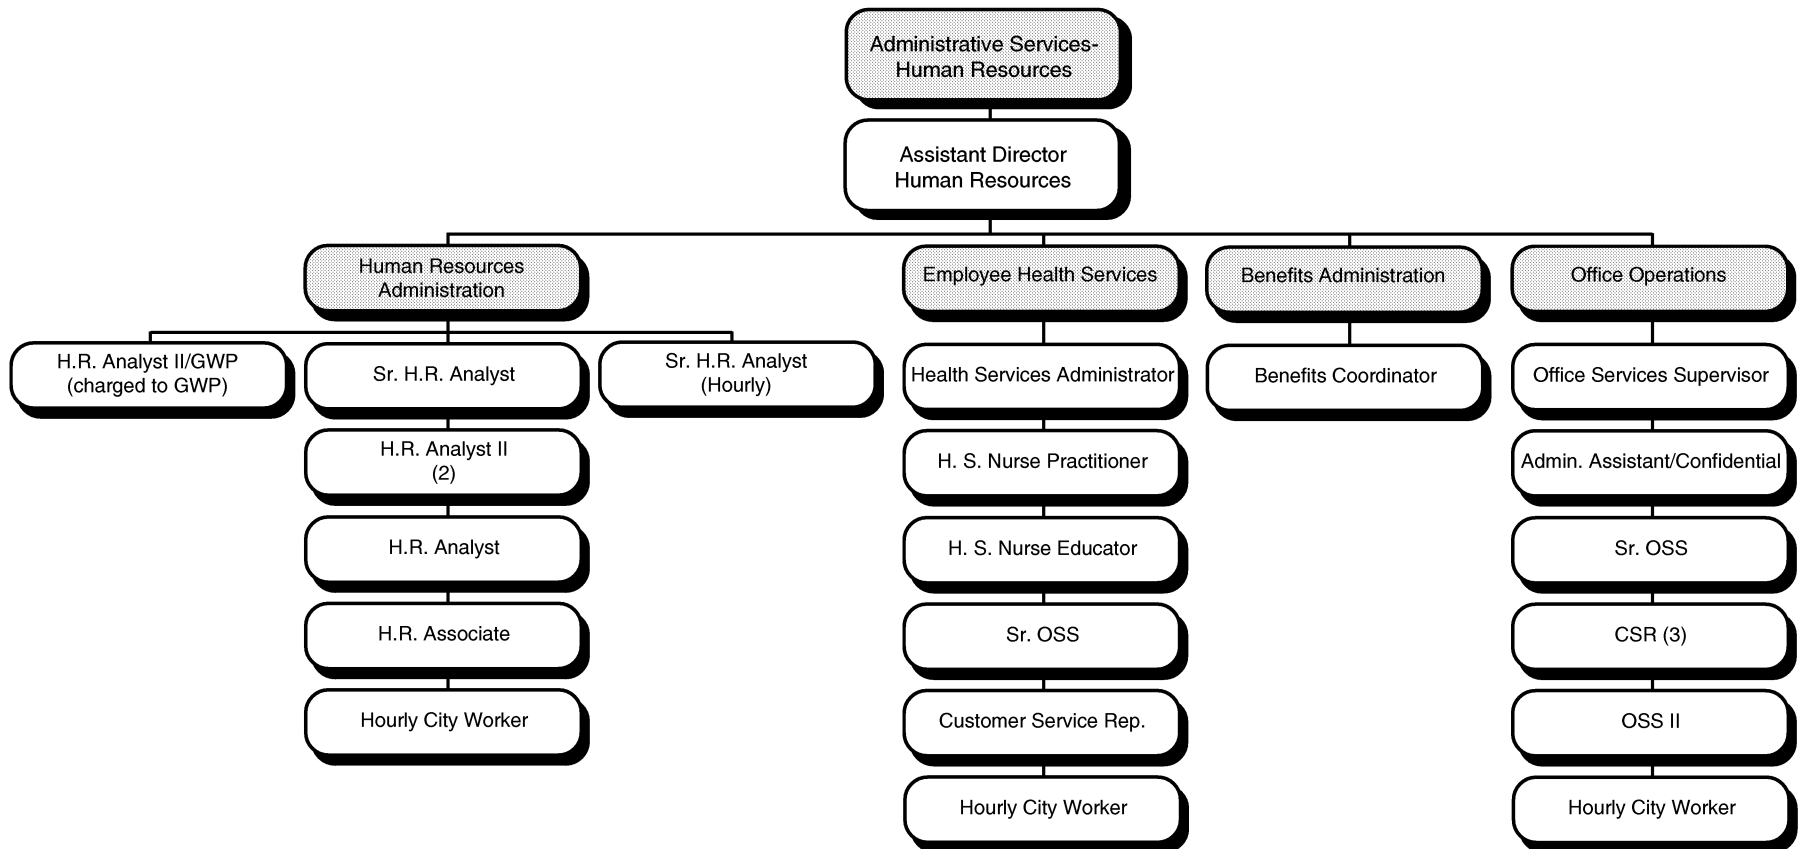 Administrative Services-
Human Resources
Assistant Director
Human Resources
Human Resources
Administration
Employee Health Services
Benefits Administration
Office Operations
H.R. Analyst II/GWP
(charged to GWP)
Sr. H.R. Analyst
Sr. H.R. Analyst
(Hourly)
Health Services Administrator
Benefits Coordinator
Office Services Supervisor
H.R. Analyst II
(2)
H. S. Nurse Practitioner
Admin. Assistant/Confidential
H.R. Analyst
H. S. Nurse Educator
Sr. OSS
H.R. Associate
Sr. OSS
CSR (3)
Hourly City Worker
Customer Service Rep.
OSS II
Hourly City Worker
Hourly City Worker